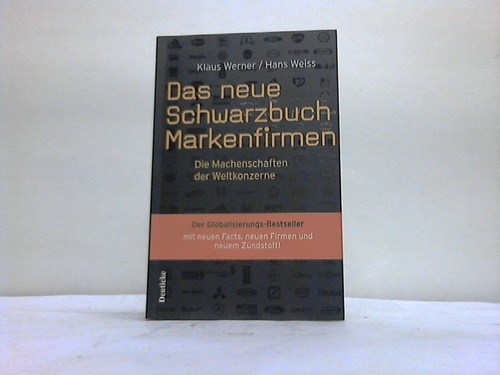 Klaus Werner / Hans Weiss
Das neue
Schwarzbuch
Markenfirmen
Die Machenschaften
der Weltkonzerne
Der Globalisierungs-Bestseller
mit neuen Facts, neuen Firmen und
neuem Zündstoff!
Deuticke